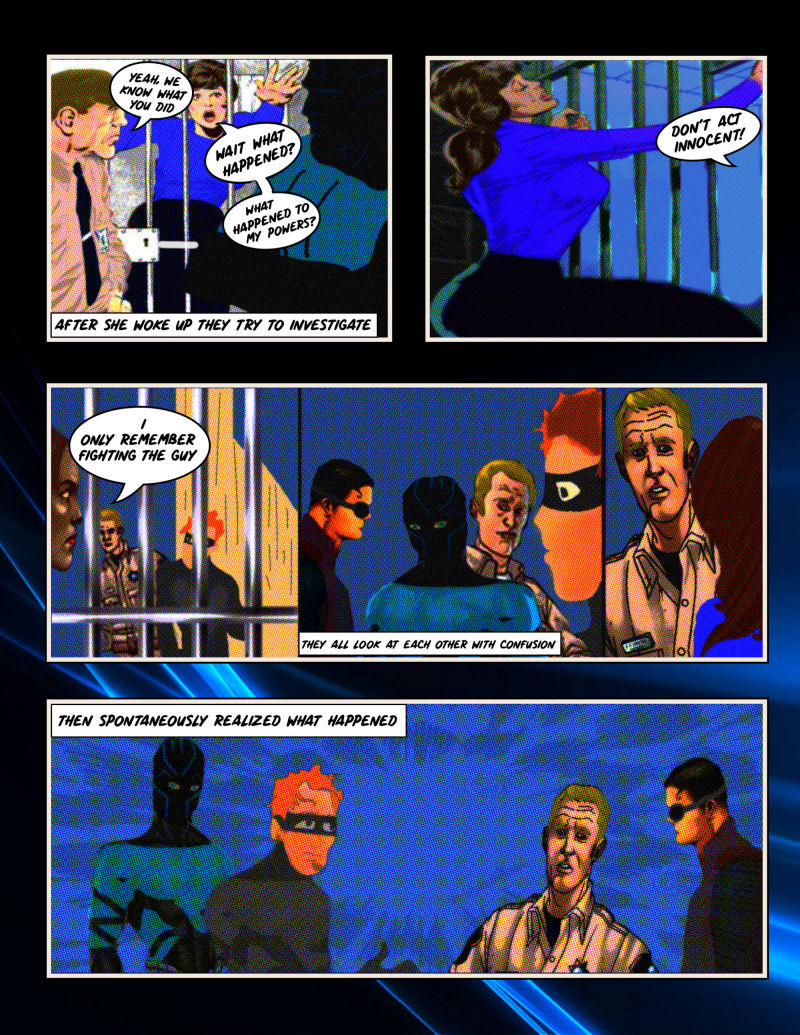 YEAH, WE
KNOW WHAT
YOU DID
WAIT WHAT
HAPPENED?
WHAT
HAPPENED TO
MY POWERS?
AFTER SHE WOKE UP THEY TRY TO INVESTIGATE
DON'T ACT
INNOCENT!
I
ONLY REMEMBER
FIGHTING THE GUY
THEY ALL LOOK AT EACH OTHER WITH CONFUSION
THEN SPONTANEOUSLY REALIZED WHAT HAPPENED